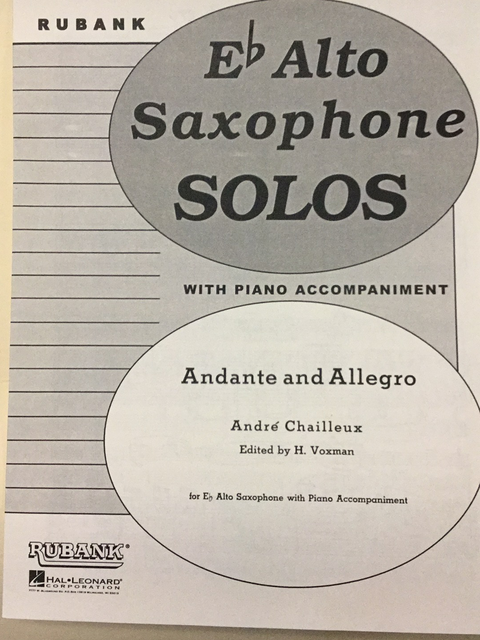 RUBANK
E♭ Alto
Saxophone
SOLOS
WITH PIANO ACCOMPANIMENT
Andante and Allegro
André Chailleux
Edited by H. Voxman
for E♭ Alto Saxophone with Piano Accompaniment
RUBANK®
HAL•LEONARD®
CORPORATION